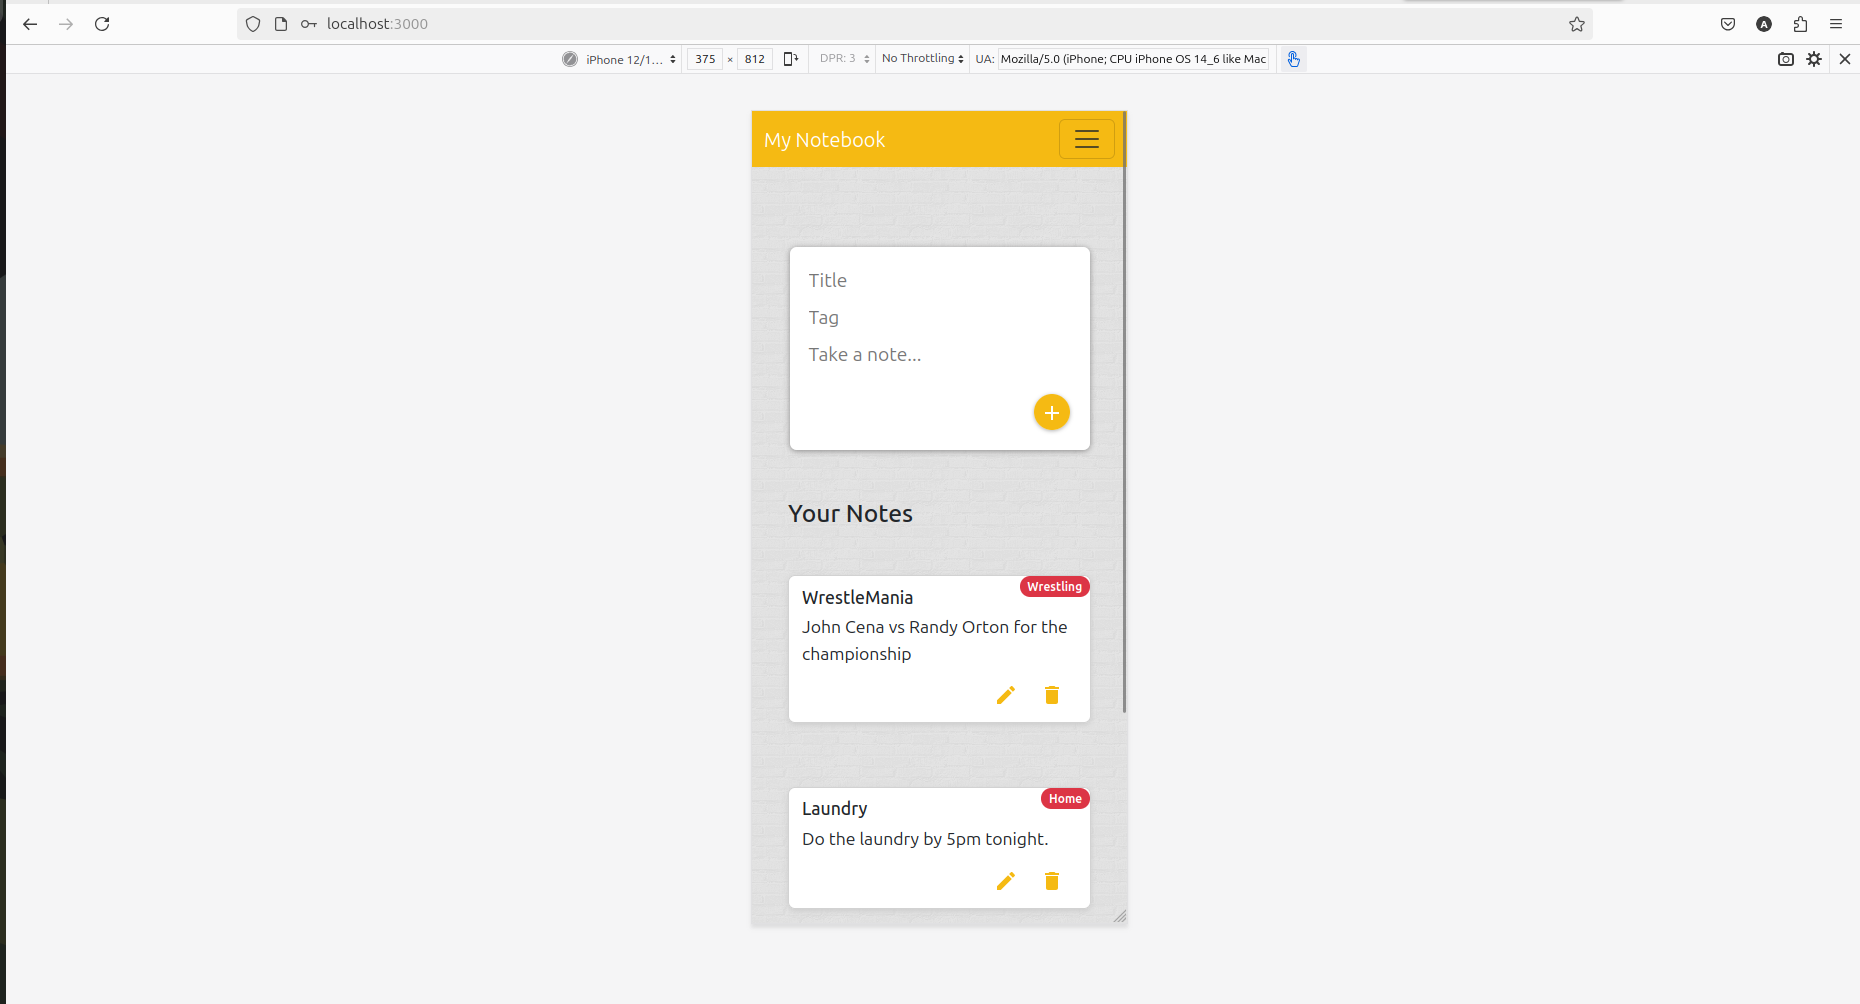 localhost:3000
iPhone 12/1... 375 × 812 DPR: 3 No Throttling UA: Mozilla/5.0 (iPhone; CPU iPhone OS 14_6 like Mac
A
My Notebook
Title
Tag
Take a note...
Your Notes
Wrestling
WrestleMania
John Cena vs Randy Orton for the
championship
Home
Laundry
Do the laundry by 5pm tonight.